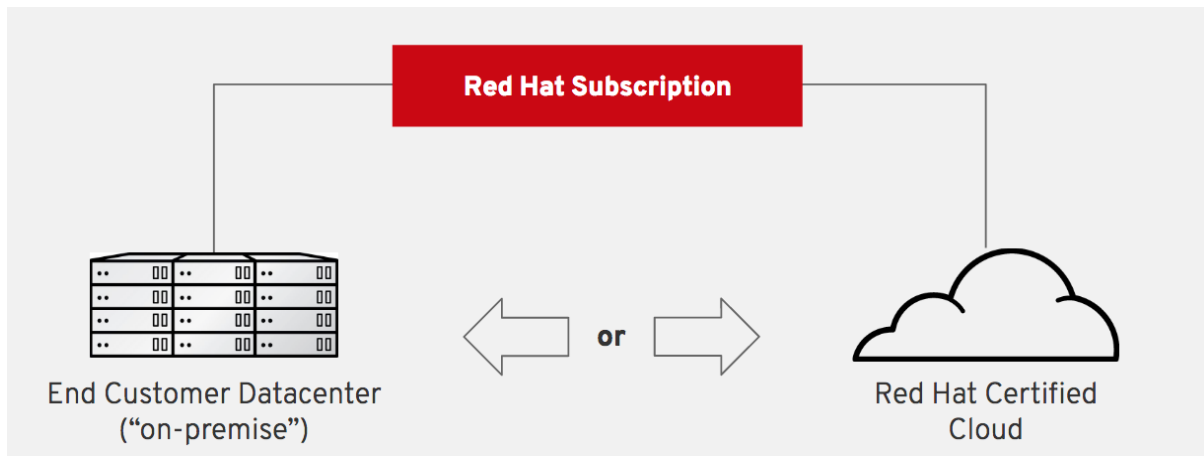 Red Hat Subscription
or
End Customer Datacenter
(“on-premise”)
Red Hat Certified
Cloud